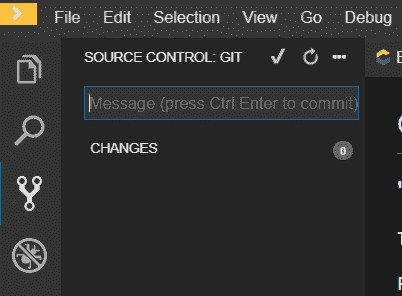 File Edit Selection View Go Debug
SOURCE CONTROL: GIT
Message (press Ctrl Enter to commit)
CHANGES 0